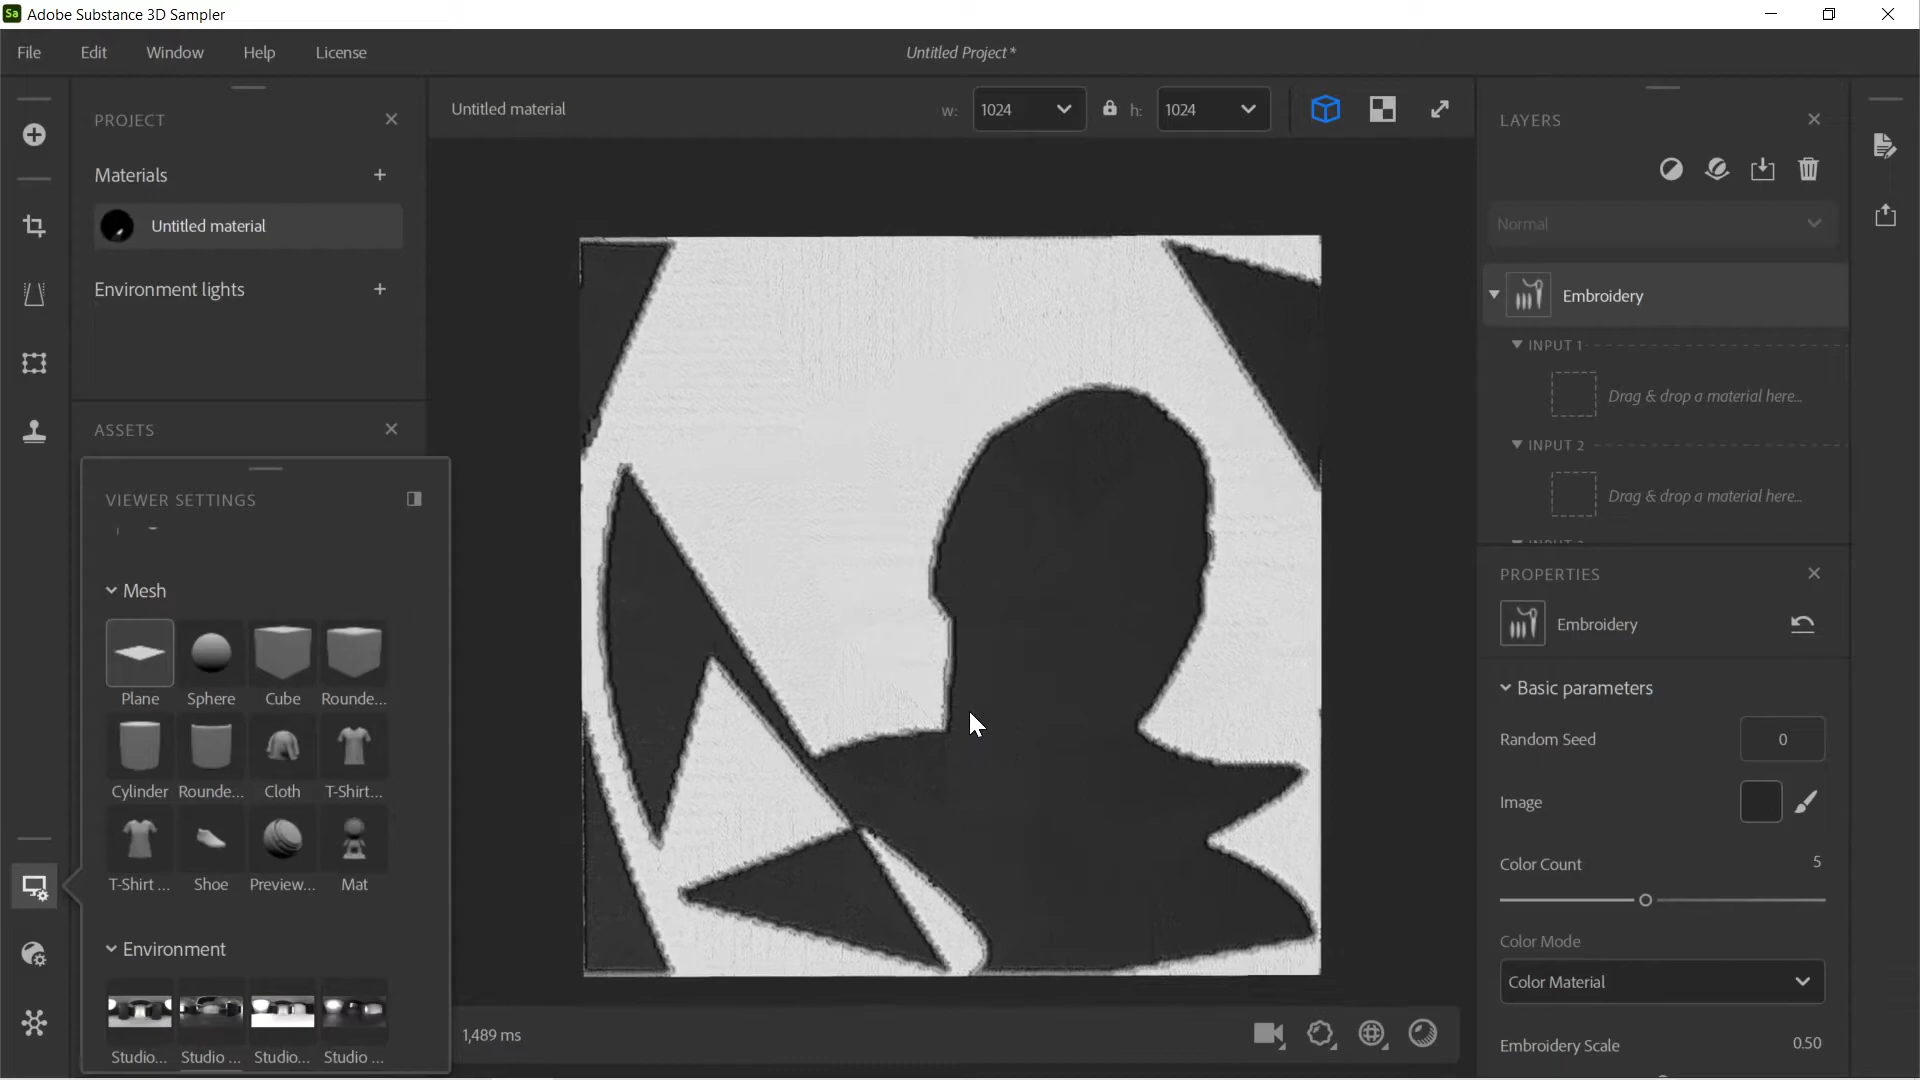 Adobe Substance 3D Sampler
File Edit Window Help License
Untitled Project*
PROJECT
Materials
Untitled material
Environment lights
ASSETS
VIEWER SETTINGS
Mesh
Plane Sphere Cube Rounde...
Cylinder Rounde... Cloth T-Shirt...
T-Shirt ... Shoe Preview... Mat
Environment
Studio... Studio ... Studio... Studio ...
Untitled material
w: 1024 h: 1024
1,489 ms
LAYERS
Normal
Embroidery
INPUT 1
Drag & drop a material here...
INPUT 2
Drag & drop a material here...
PROPERTIES
Embroidery
Basic parameters
Random Seed 0
Image
Color Count 5
Color Mode
Color Material
Embroidery Scale 0.50